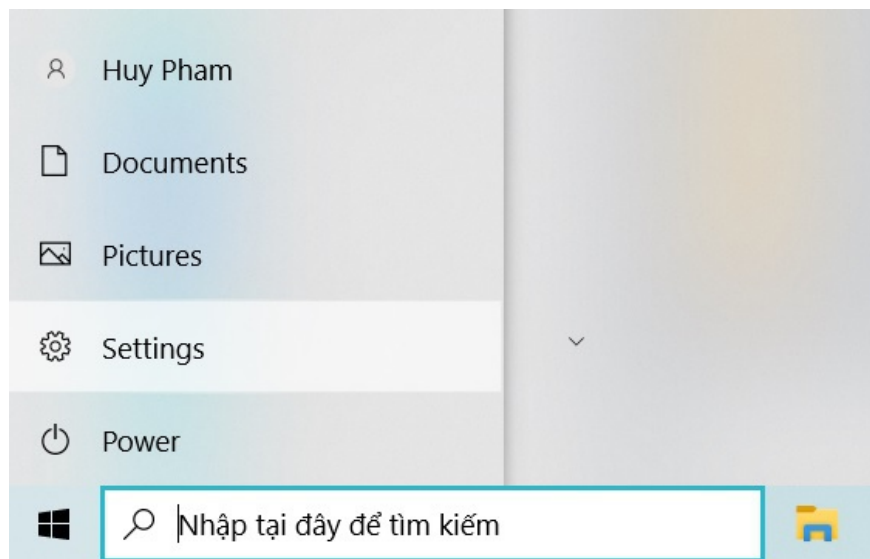 Huy Pham
Documents
Pictures
Settings
Power
Nhập tại đây để tìm kiếm